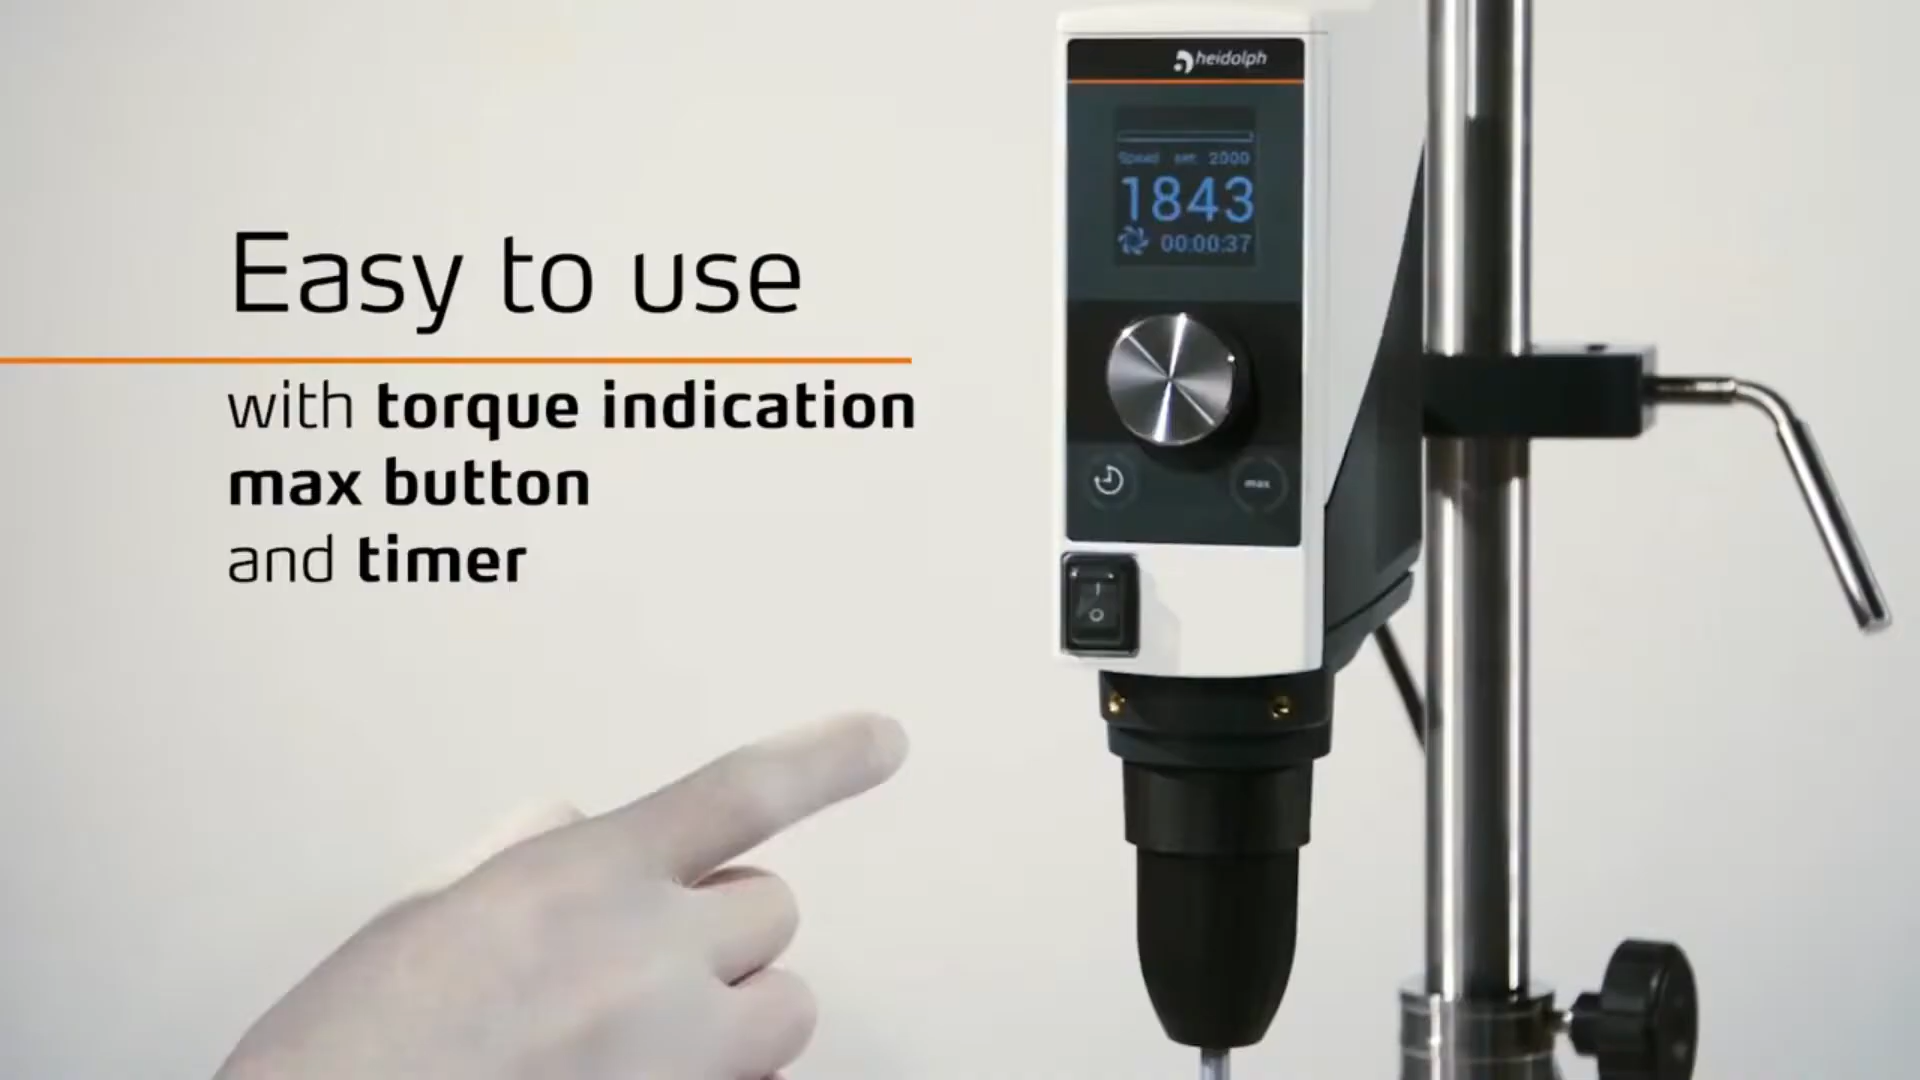 heidolph
Speed set 2000
1843
00:00:37
Easy to use
with torque indication
max button
and timer
max
I
O